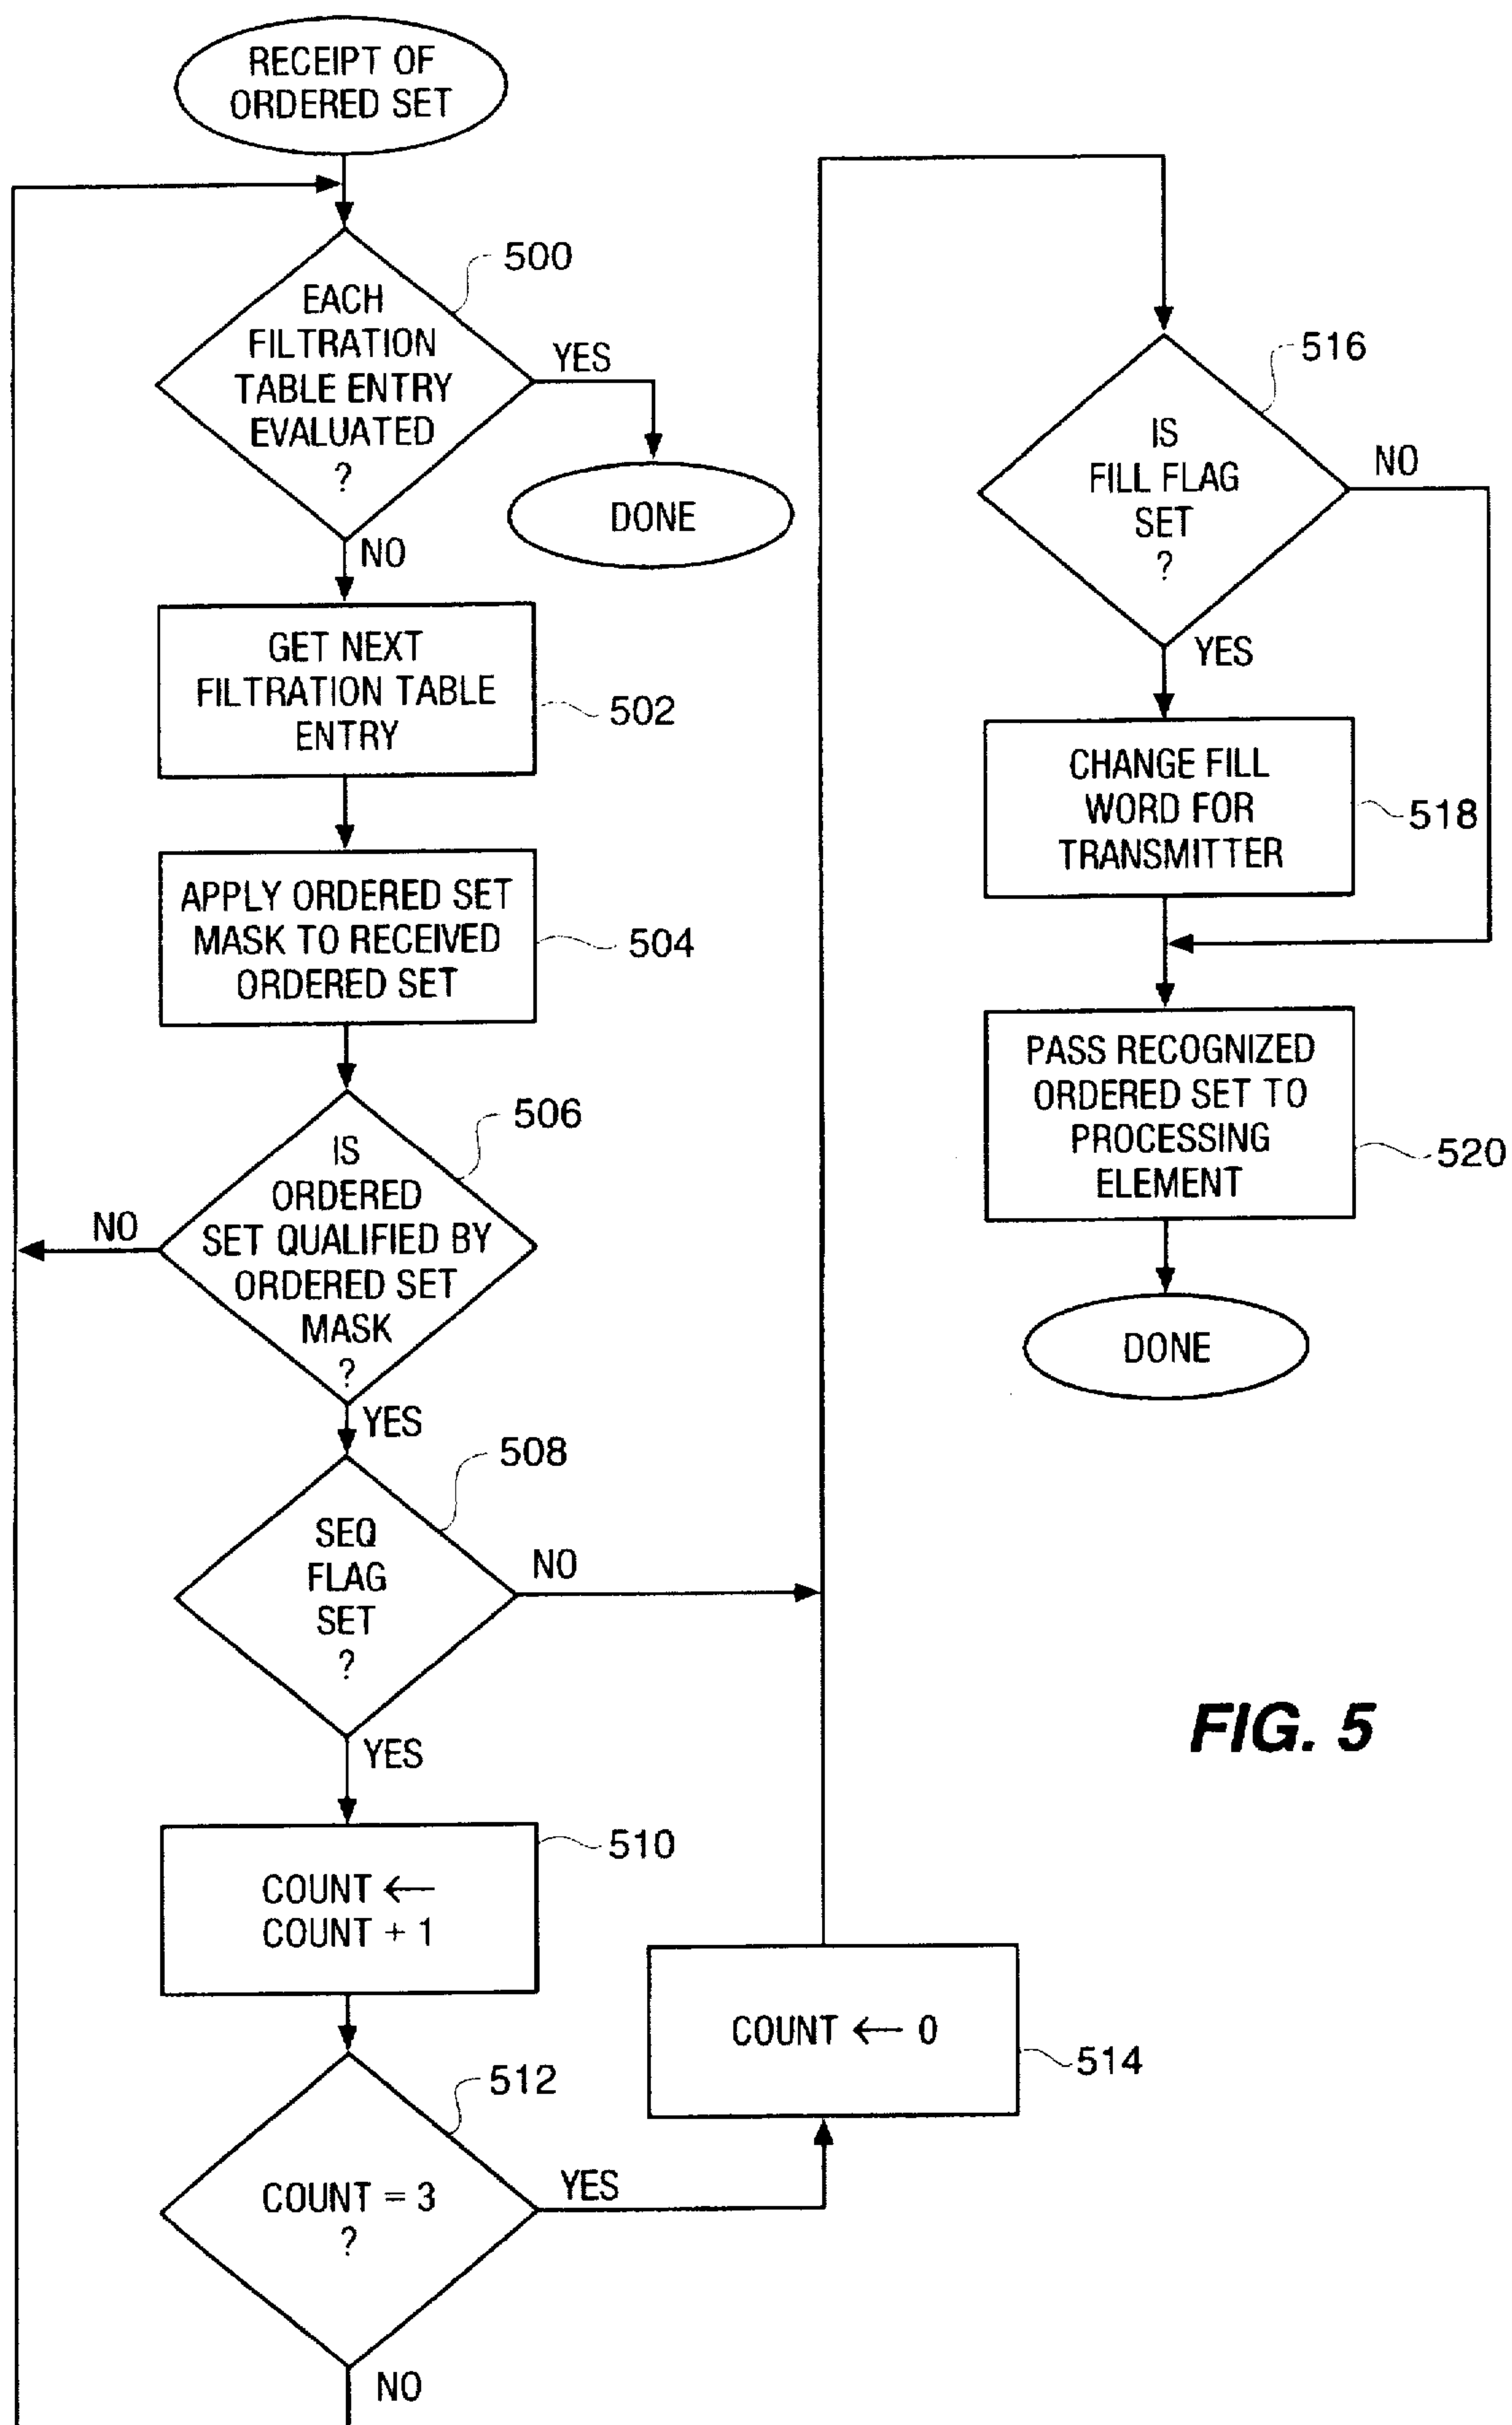 RECEIPT OF
ORDERED SET
500
EACH
FILTRATION
TABLE ENTRY
EVALUATED
?
YES
DONE
NO
GET NEXT
FILTRATION TABLE
ENTRY
502
APPLY ORDERED SET
MASK TO RECEIVED
ORDERED SET
504
506
IS
ORDERED
SET QUALIFIED BY
ORDERED SET
MASK
?
NO
YES
508
SEQ
FLAG
SET
?
NO
YES
510
COUNT ←
COUNT + 1
512
COUNT = 3
?
YES
NO
COUNT ← 0
514
516
IS
FILL FLAG
SET
?
NO
YES
CHANGE FILL
WORD FOR
TRANSMITTER
518
PASS RECOGNIZED
ORDERED SET TO
PROCESSING
ELEMENT
520
DONE
FIG. 5